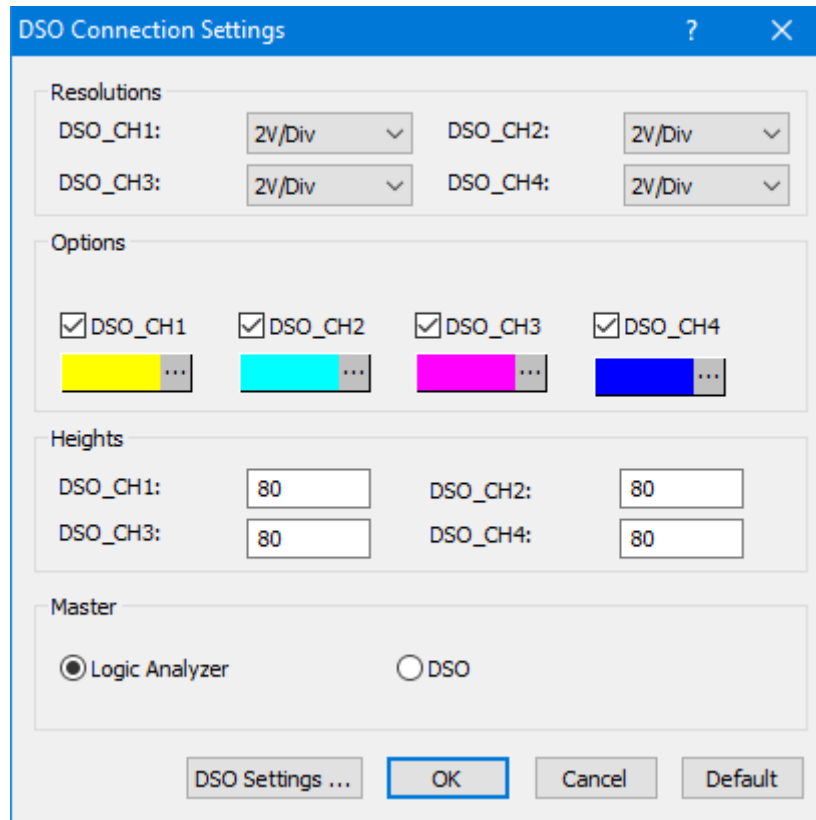 DSO Connection Settings ?
Resolutions
DSO_CH1: 2V/Div DSO_CH2: 2V/Div
DSO_CH3: 2V/Div DSO_CH4: 2V/Div
Options
DSO_CH1 DSO_CH2 DSO_CH3 DSO_CH4
... ... ... ...
Heights
DSO_CH1: 80 DSO_CH2: 80
DSO_CH3: 80 DSO_CH4: 80
Master
Logic Analyzer DSO
DSO Settings ... OK Cancel Default